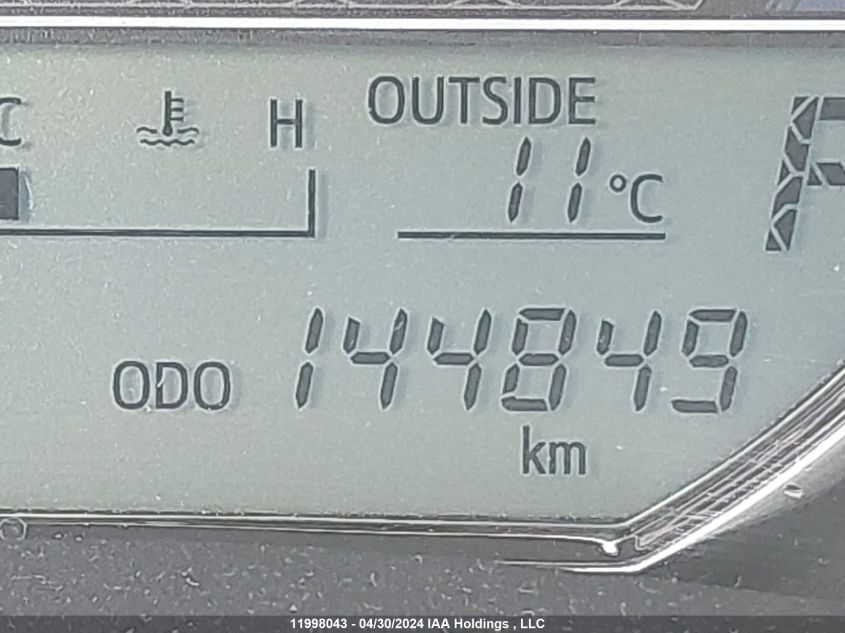 C H OUTSIDE
11 °C P
ODO 144849
km
11998043 - 04/30/2024 IAA Holdings , LLC